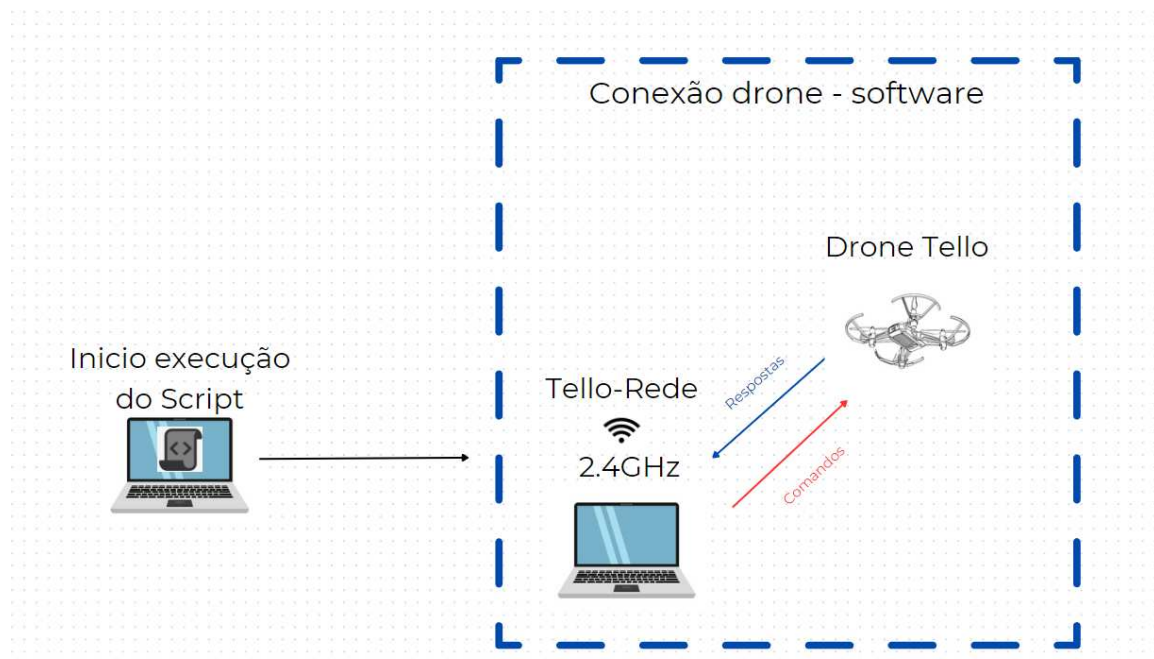 Conexão drone - software
Drone Tello
Inicio execução
do Script
Tello-Rede
2.4GHz
Respostas
Comandos